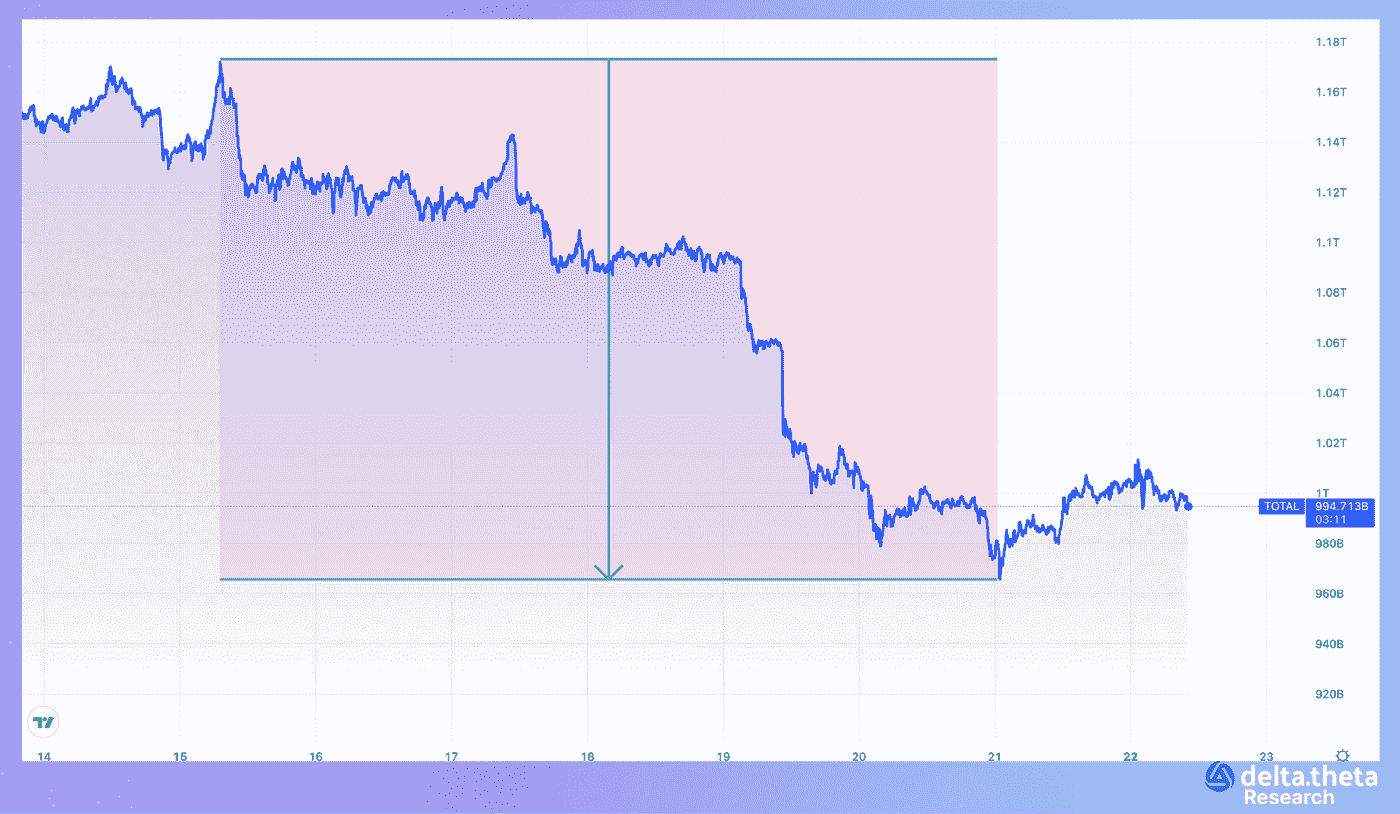 1.18T
1.16T
1.14T
1.12T
1.1T
1.08T
1.06T
1.04T
1.02T
1T
TOTAL 994.713B
03:11
980B
960B
940B
920B
14 15 16 17 18 19 20 21 22 23
delta.theta
Research